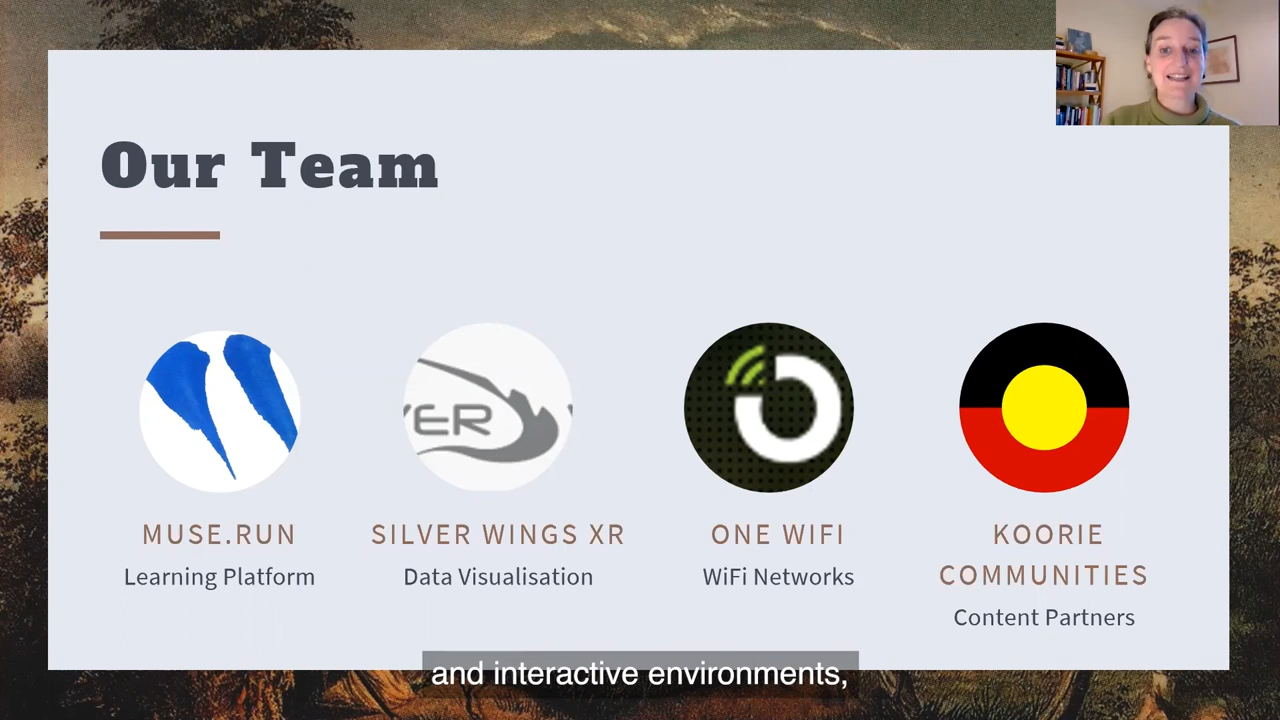 Our Team
VER
MUSE.RUN
SILVER WINGS XR
ONE WIFI
KOORIE
COMMUNITIES
Learning Platform
Data Visualisation
WiFi Networks
Content Partners
and interactive environments,